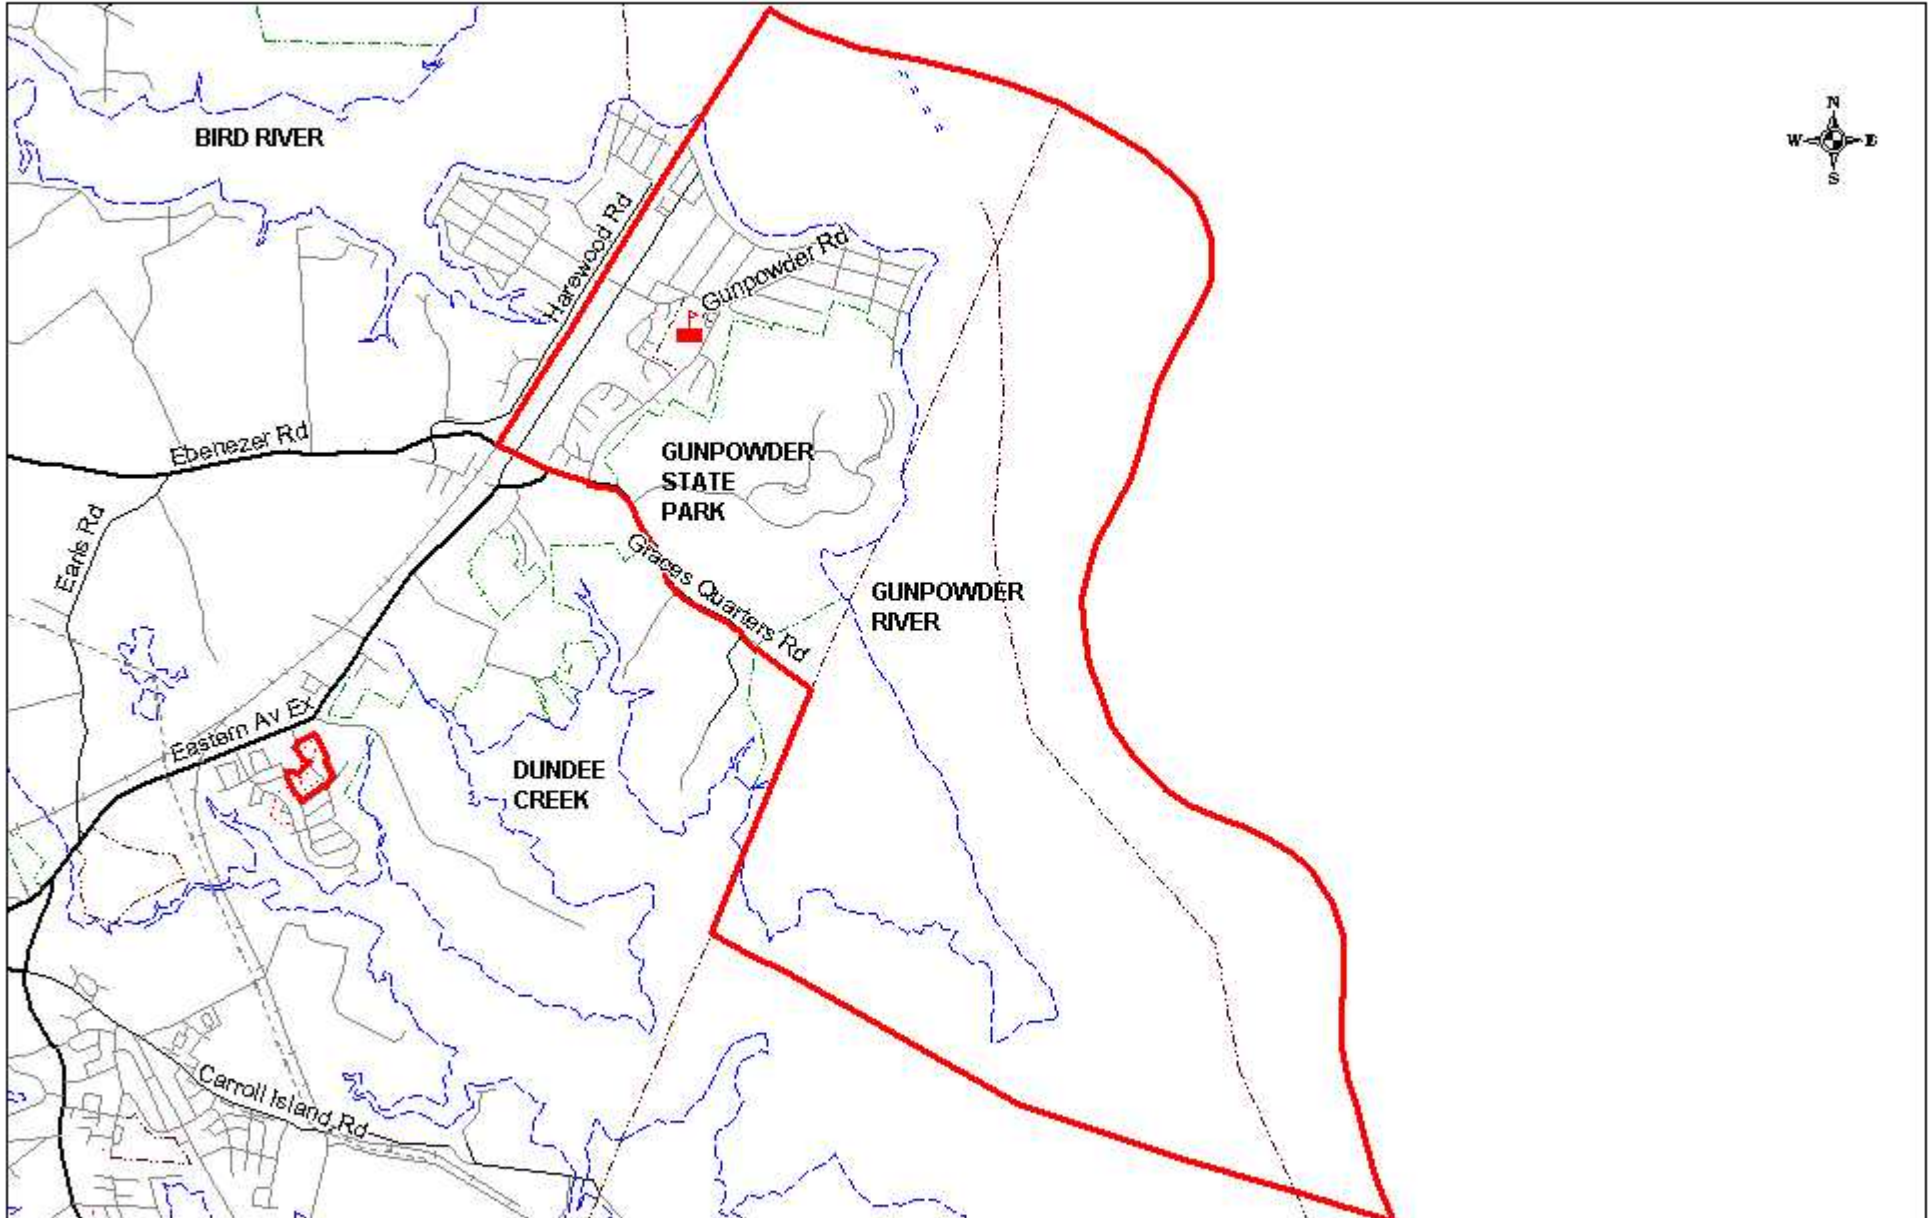 BIRD RIVER
N
W E
S
Harewood Rd
Gunpowder Rd
Ebenezer Rd
GUNPOWDER
STATE
PARK
Earls Rd
Graces Quarters Rd
GUNPOWDER
RIVER
Eastern Av Ex
DUNDEE
CREEK
Carroll Island Rd